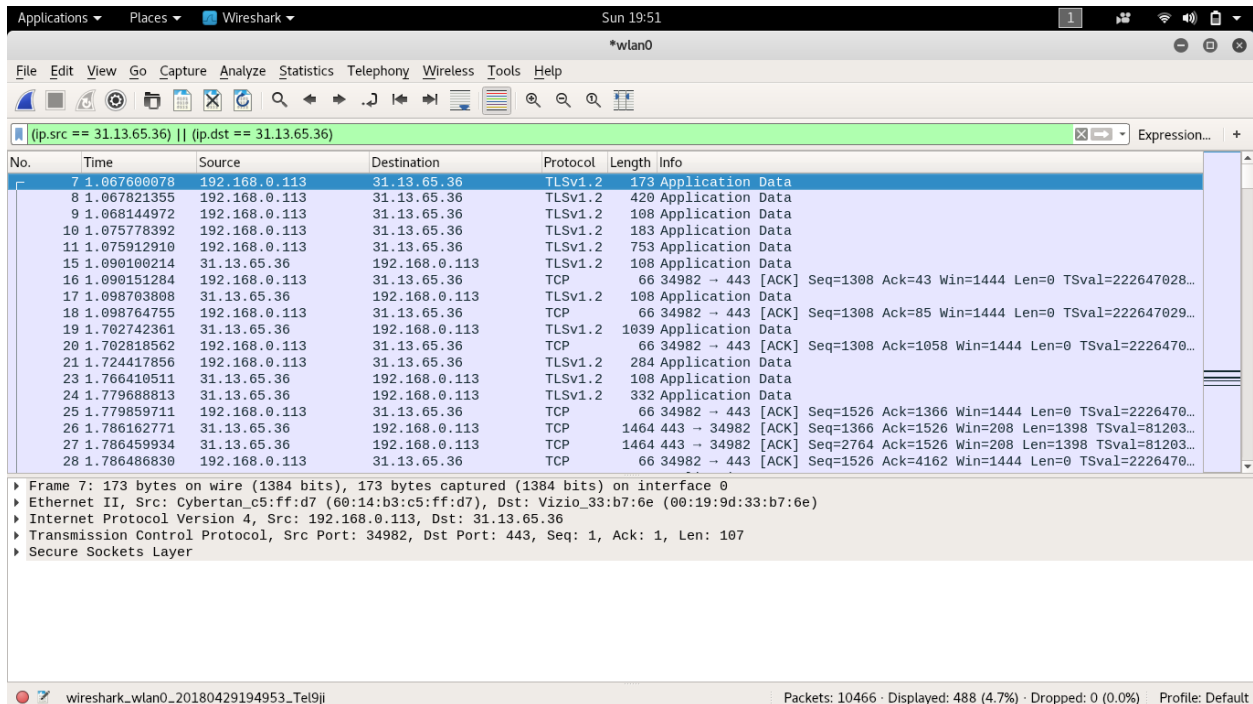 Applications Places Wireshark Sun 19:51 1
*wlan0
File Edit View Go Capture Analyze Statistics Telephony Wireless Tools Help
(ip.src == 31.13.65.36) || (ip.dst == 31.13.65.36) Expression... +
No. Time Source Destination Protocol Length Info
7 1.067600078 192.168.0.113 31.13.65.36 TLSv1.2 173 Application Data
8 1.067821355 192.168.0.113 31.13.65.36 TLSv1.2 420 Application Data
9 1.068144972 192.168.0.113 31.13.65.36 TLSv1.2 108 Application Data
10 1.075778392 192.168.0.113 31.13.65.36 TLSv1.2 183 Application Data
11 1.075912910 192.168.0.113 31.13.65.36 TLSv1.2 753 Application Data
15 1.090100214 31.13.65.36 192.168.0.113 TLSv1.2 108 Application Data
16 1.090151284 192.168.0.113 31.13.65.36 TCP 66 34982 → 443 [ACK] Seq=1308 Ack=43 Win=1444 Len=0 TSval=222647028…
17 1.098703808 31.13.65.36 192.168.0.113 TLSv1.2 108 Application Data
18 1.098764755 192.168.0.113 31.13.65.36 TCP 66 34982 → 443 [ACK] Seq=1308 Ack=85 Win=1444 Len=0 TSval=222647029…
19 1.702742361 31.13.65.36 192.168.0.113 TLSv1.2 1039 Application Data
20 1.702818562 192.168.0.113 31.13.65.36 TCP 66 34982 → 443 [ACK] Seq=1308 Ack=1058 Win=1444 Len=0 TSval=2226470…
21 1.724417856 192.168.0.113 31.13.65.36 TLSv1.2 284 Application Data
23 1.766410511 31.13.65.36 192.168.0.113 TLSv1.2 108 Application Data
24 1.779688813 31.13.65.36 192.168.0.113 TLSv1.2 332 Application Data
25 1.779859711 192.168.0.113 31.13.65.36 TCP 66 34982 → 443 [ACK] Seq=1526 Ack=1366 Win=1444 Len=0 TSval=2226470…
26 1.786162771 31.13.65.36 192.168.0.113 TCP 1464 443 → 34982 [ACK] Seq=1366 Ack=1526 Win=208 Len=1398 TSval=81203…
27 1.786459934 31.13.65.36 192.168.0.113 TCP 1464 443 → 34982 [ACK] Seq=2764 Ack=1526 Win=208 Len=1398 TSval=81203…
28 1.786486830 192.168.0.113 31.13.65.36 TCP 66 34982 → 443 [ACK] Seq=1526 Ack=4162 Win=1444 Len=0 TSval=2226470…
Frame 7: 173 bytes on wire (1384 bits), 173 bytes captured (1384 bits) on interface 0
Ethernet II, Src: Cybertan_c5:ff:d7 (60:14:b3:c5:ff:d7), Dst: Vizio_33:b7:6e (00:19:9d:33:b7:6e)
Internet Protocol Version 4, Src: 192.168.0.113, Dst: 31.13.65.36
Transmission Control Protocol, Src Port: 34982, Dst Port: 443, Seq: 1, Ack: 1, Len: 107
Secure Sockets Layer
wireshark_wlan0_20180429194953_Tel9ji Packets: 10466 · Displayed: 488 (4.7%) · Dropped: 0 (0.0%) Profile: Default